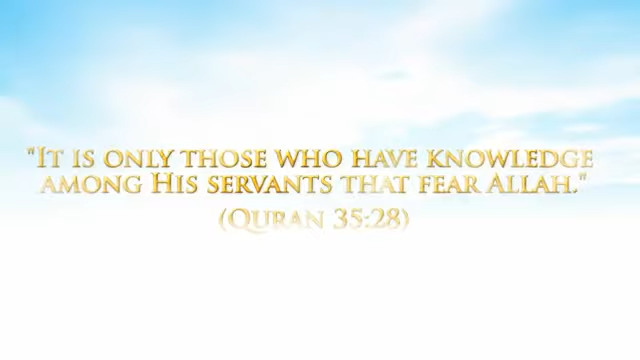 "It is only those who have knowledge
among His servants that fear Allah."
(Quran 35:28)